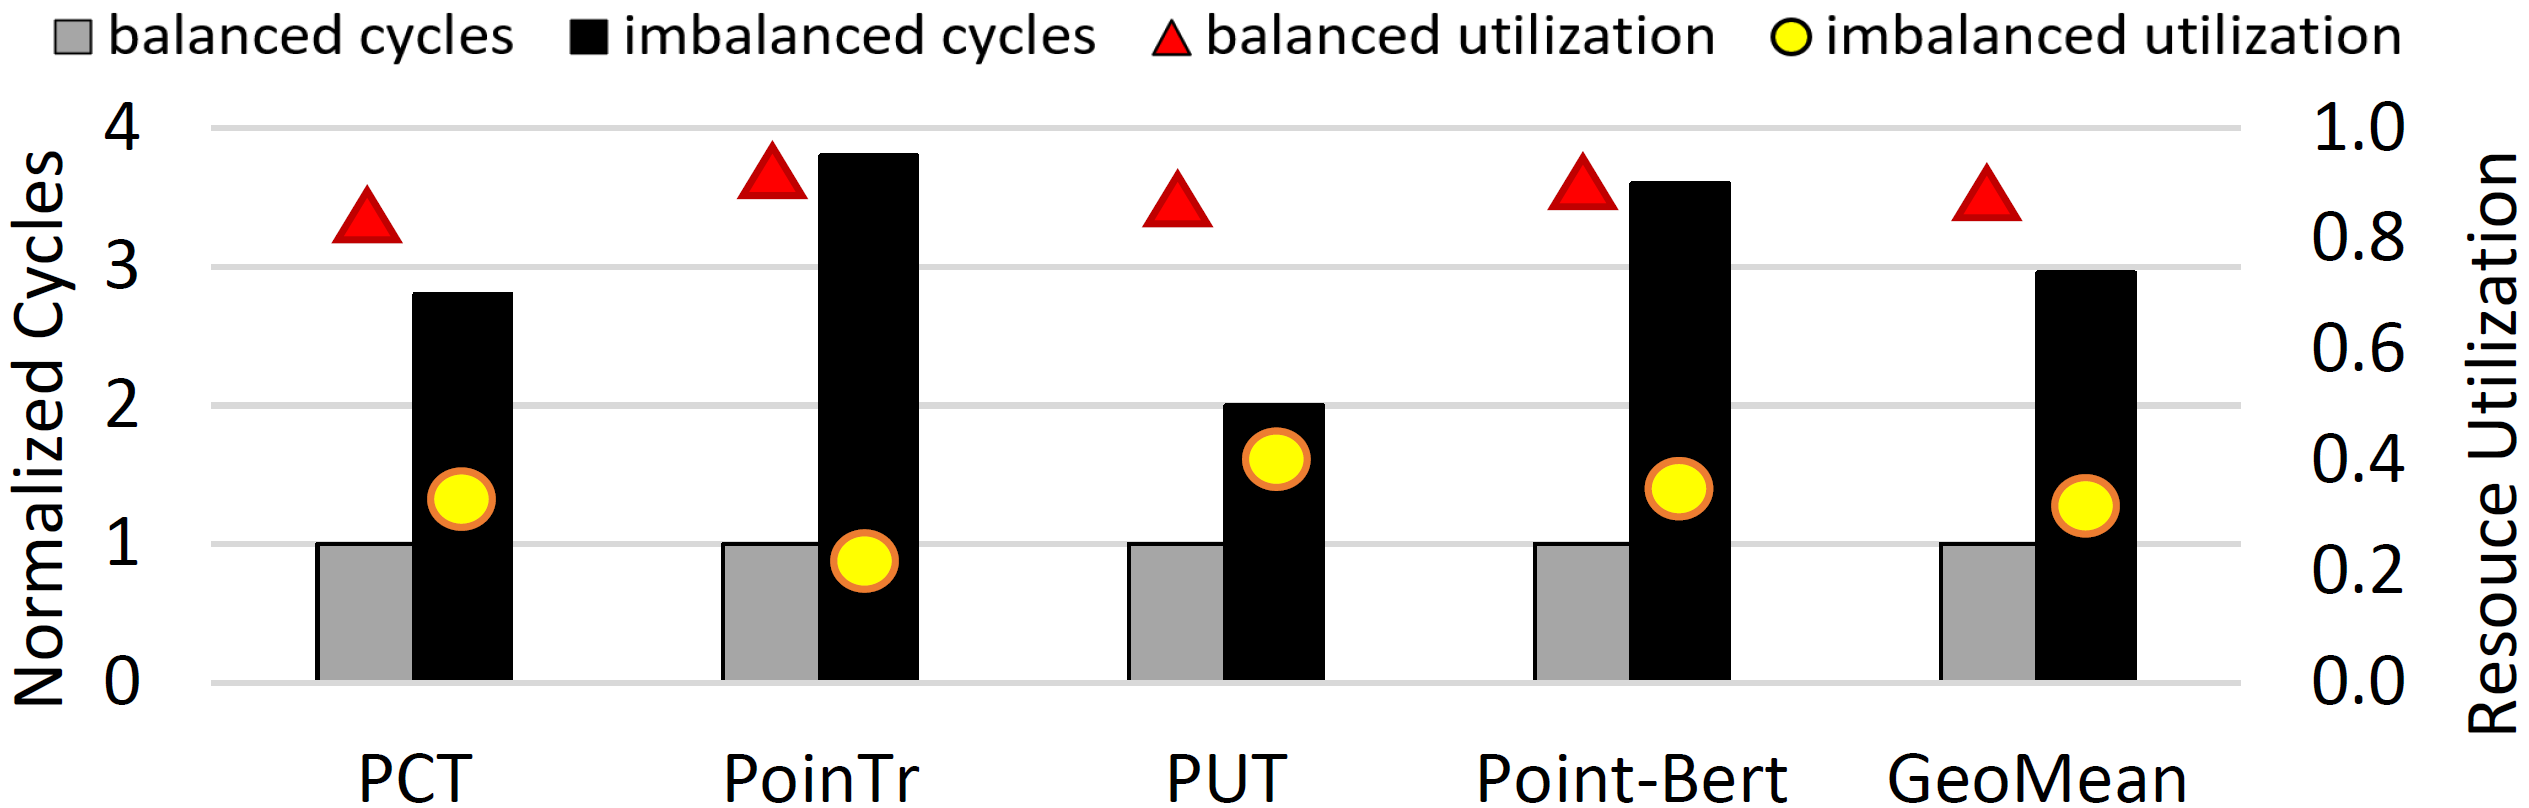 balanced cycles imbalanced cycles balanced utilization imbalanced utilization
Normalized Cycles
4
3
2
1
0
1.0
0.8
0.6
0.4
0.2
0.0
Resouce Utilization
PCT PoinTr PUT Point-Bert GeoMean